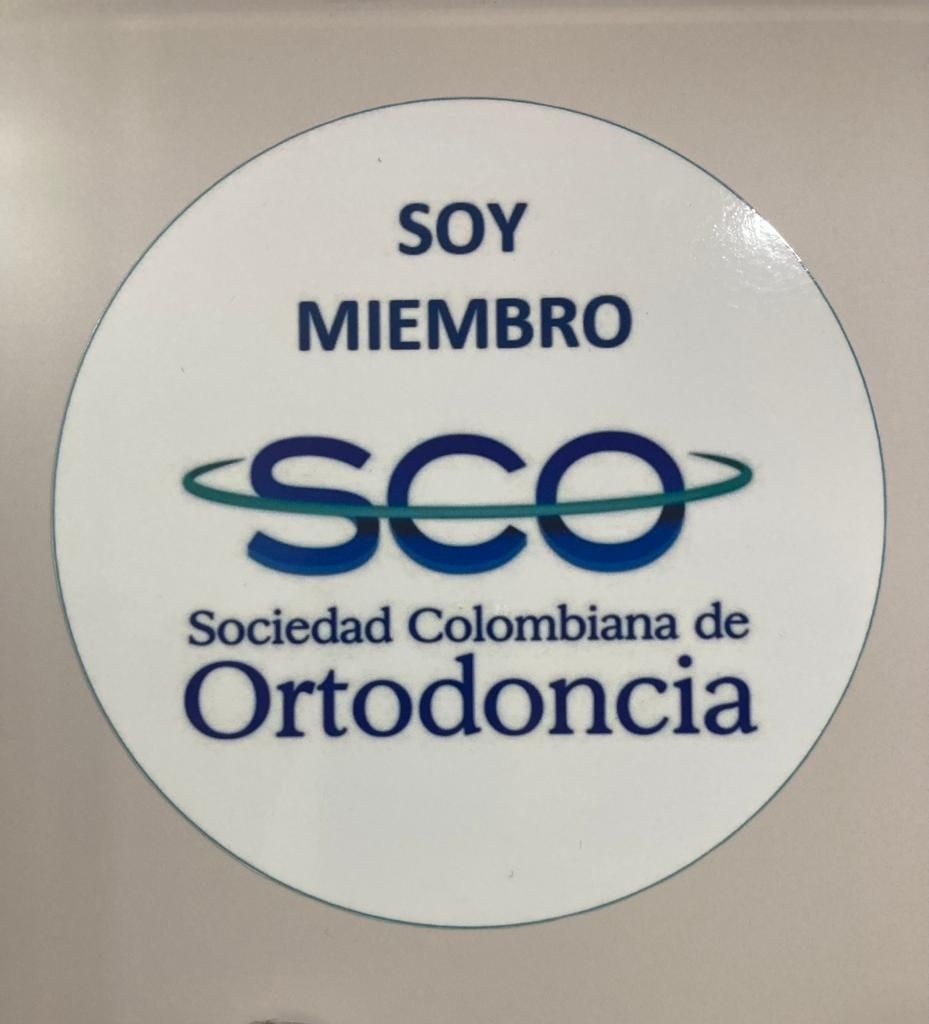 SOY
MIEMBRO
SCO
Sociedad Colombiana de
Ortodoncia